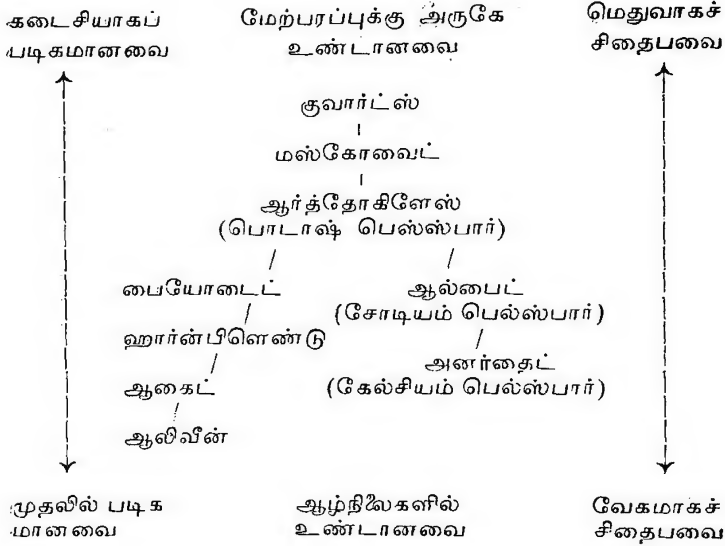 கடைசியாகப் மேற்பரப்புக்கு அருகே மெதுவாகச்
படிகமானவை உண்டானவை சிதைபவை
குவார்ட்ஸ்
மஸ்கோவைட்
ஆர்த்தோகிளேஸ்
(பொடாஷ் பெஸ்ஸ்பார்)
பையோடைட் ஆல்பைட்
(சோடியம் பெல்ஸ்பார்)
ஹார்ன்பிளெண்டு
அனர்தைட்
ஆகைட் (கேல்சியம் பெல்ஸ்பார்)
ஆலிவீன்
முதலில் படிக ஆழ்நிலைகளில் வேகமாகச்
மானவை உண்டானவை சிதைபவை